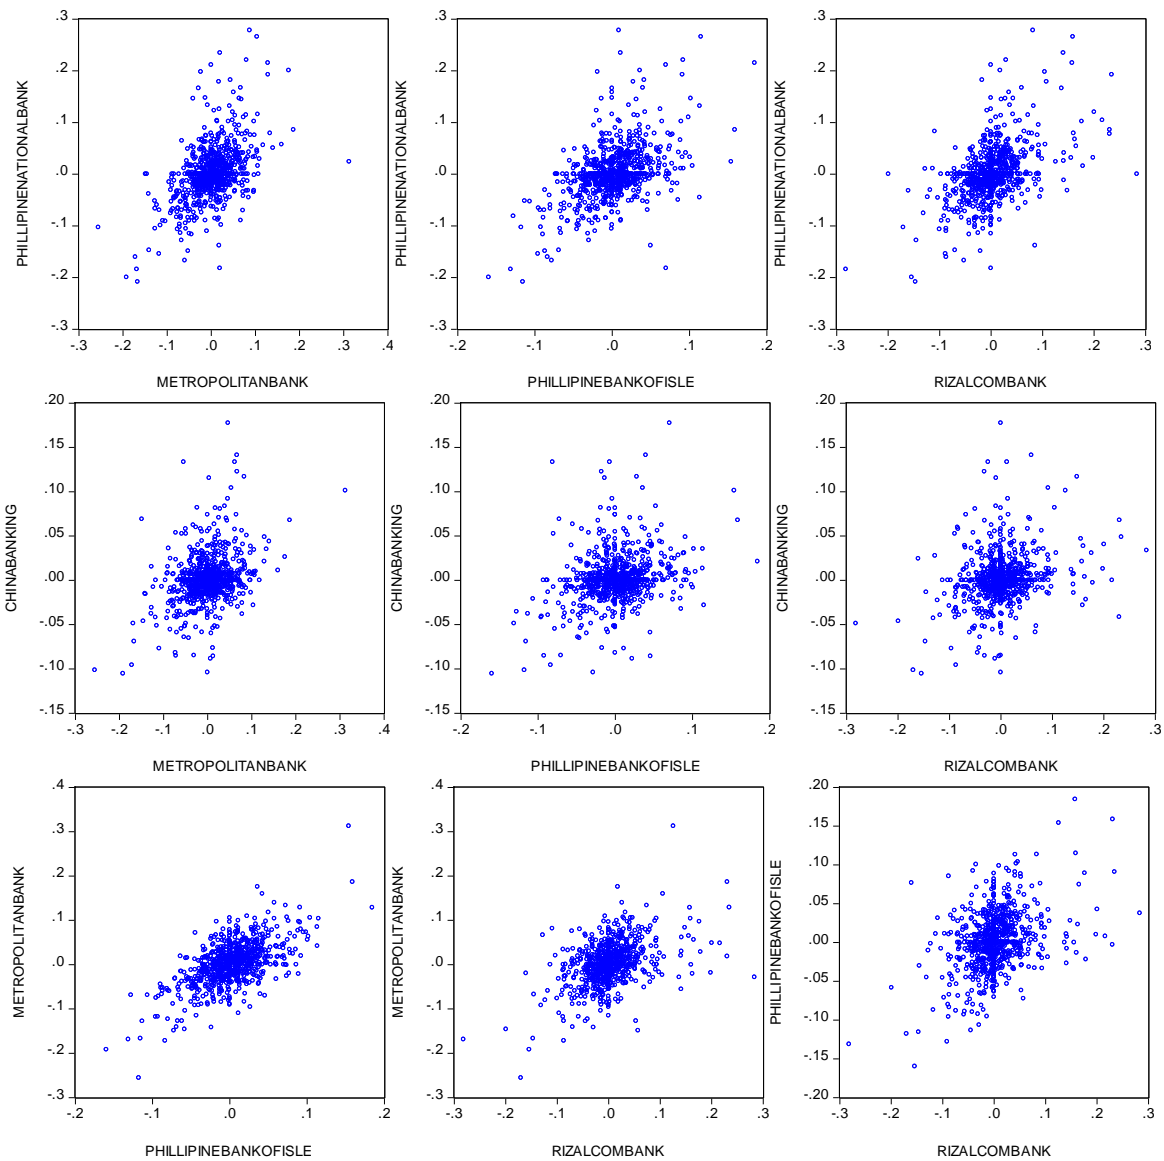 .3
.2
.1
.0
-.1
-.2
-.3
PHILLIPINENATIONALBANK
-.3 -.2 -.1 .0 .1 .2 .3 .4
METROPOLITANBANK
.3
.2
.1
.0
-.1
-.2
-.3
PHILLIPINENATIONALBANK
-.2 -.1 .0 .1 .2
PHILLIPINEBANKOFISLE
.3
.2
.1
.0
-.1
-.2
-.3
PHILLIPINENATIONALBANK
-.3 -.2 -.1 .0 .1 .2 .3
RIZALCOMBANK
.20
.15
.10
.05
.00
-.05
-.10
-.15
CHINABANKING
-.3 -.2 -.1 .0 .1 .2 .3 .4
METROPOLITANBANK
.20
.15
.10
.05
.00
-.05
-.10
-.15
CHINABANKING
-.2 -.1 .0 .1 .2
PHILLIPINEBANKOFISLE
.20
.15
.10
.05
.00
-.05
-.10
-.15
CHINABANKING
-.3 -.2 -.1 .0 .1 .2 .3
RIZALCOMBANK
.4
.3
.2
.1
.0
-.1
-.2
-.3
METROPOLITANBANK
-.2 -.1 .0 .1 .2
PHILLIPINEBANKOFISLE
.4
.3
.2
.1
.0
-.1
-.2
-.3
METROPOLITANBANK
-.3 -.2 -.1 .0 .1 .2 .3
RIZALCOMBANK
.20
.15
.10
.05
.00
-.05
-.10
-.15
-.20
PHILLIPINEBANKOFISLE
-.3 -.2 -.1 .0 .1 .2 .3
RIZALCOMBANK